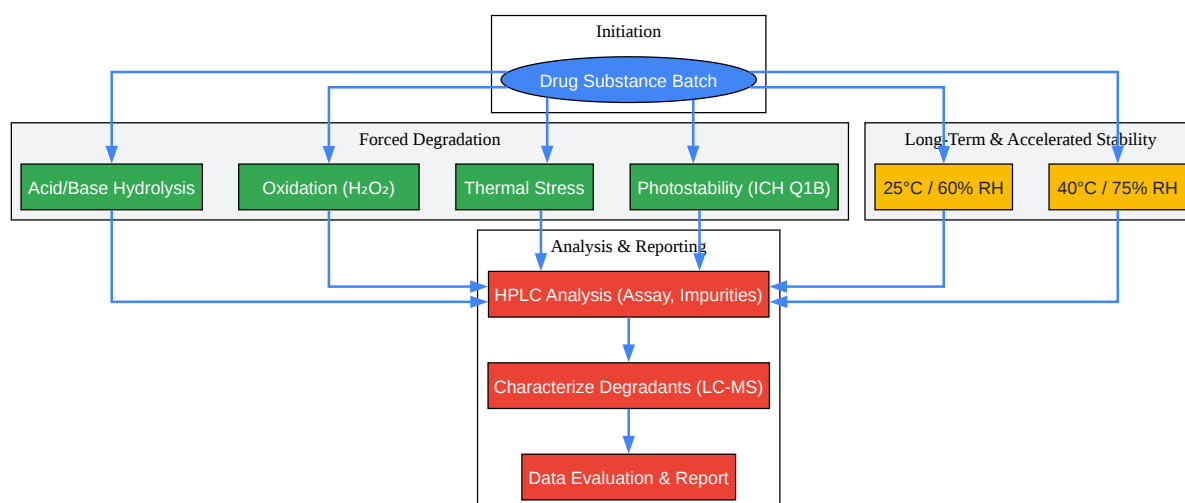 Initiation
Drug Substance Batch
Forced Degradation
Long-Term & Accelerated Stability
Acid/Base Hydrolysis
Oxidation (H₂O₂)
Thermal Stress
Photostability (ICH Q1B)
25°C / 60% RH
40°C / 75% RH
Analysis & Reporting
HPLC Analysis (Assay, Impurities)
Characterize Degradants (LC-MS)
Data Evaluation & Report